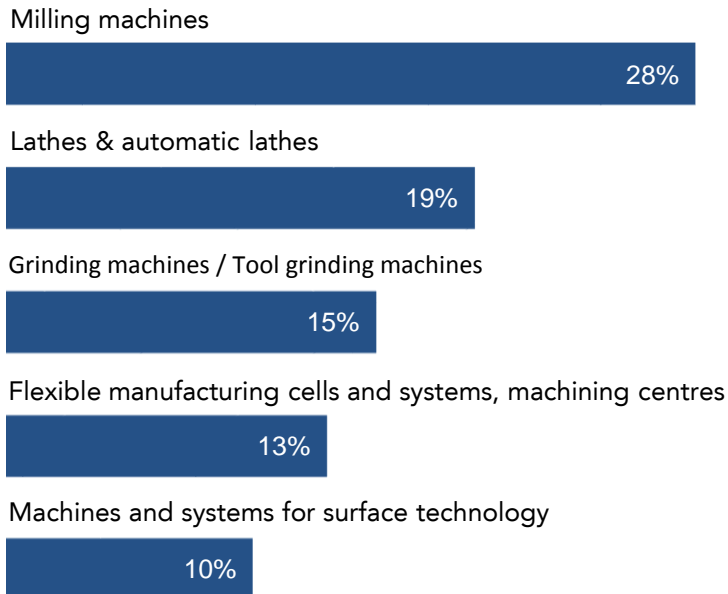 Milling machines
28%
Lathes & automatic lathes
19%
Grinding machines / Tool grinding machines
15%
Flexible manufacturing cells and systems, machining centres
13%
Machines and systems for surface technology
10%